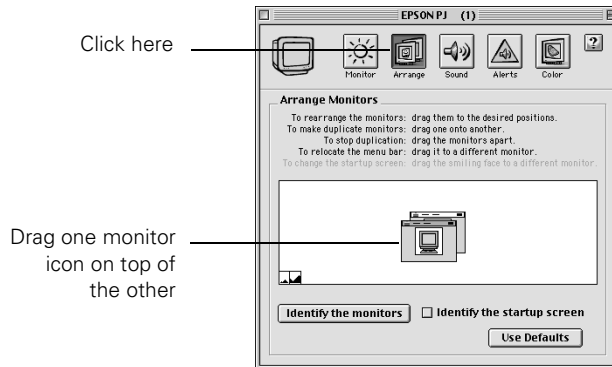 EPSON PJ (1)
Click here
Monitor Arrange Sound Alerts Color
?
Arrange Monitors
To rearrange the monitors: drag them to the desired positions.
To make duplicate monitors: drag one onto another.
To stop duplication: drag the monitors apart.
To relocate the menu bar: drag it to a different monitor.
To change the startup screen: drag the smiling face to a different monitor.
Drag one monitor
icon on top of
the other
Identify the monitors
Identify the startup screen
Use Defaults